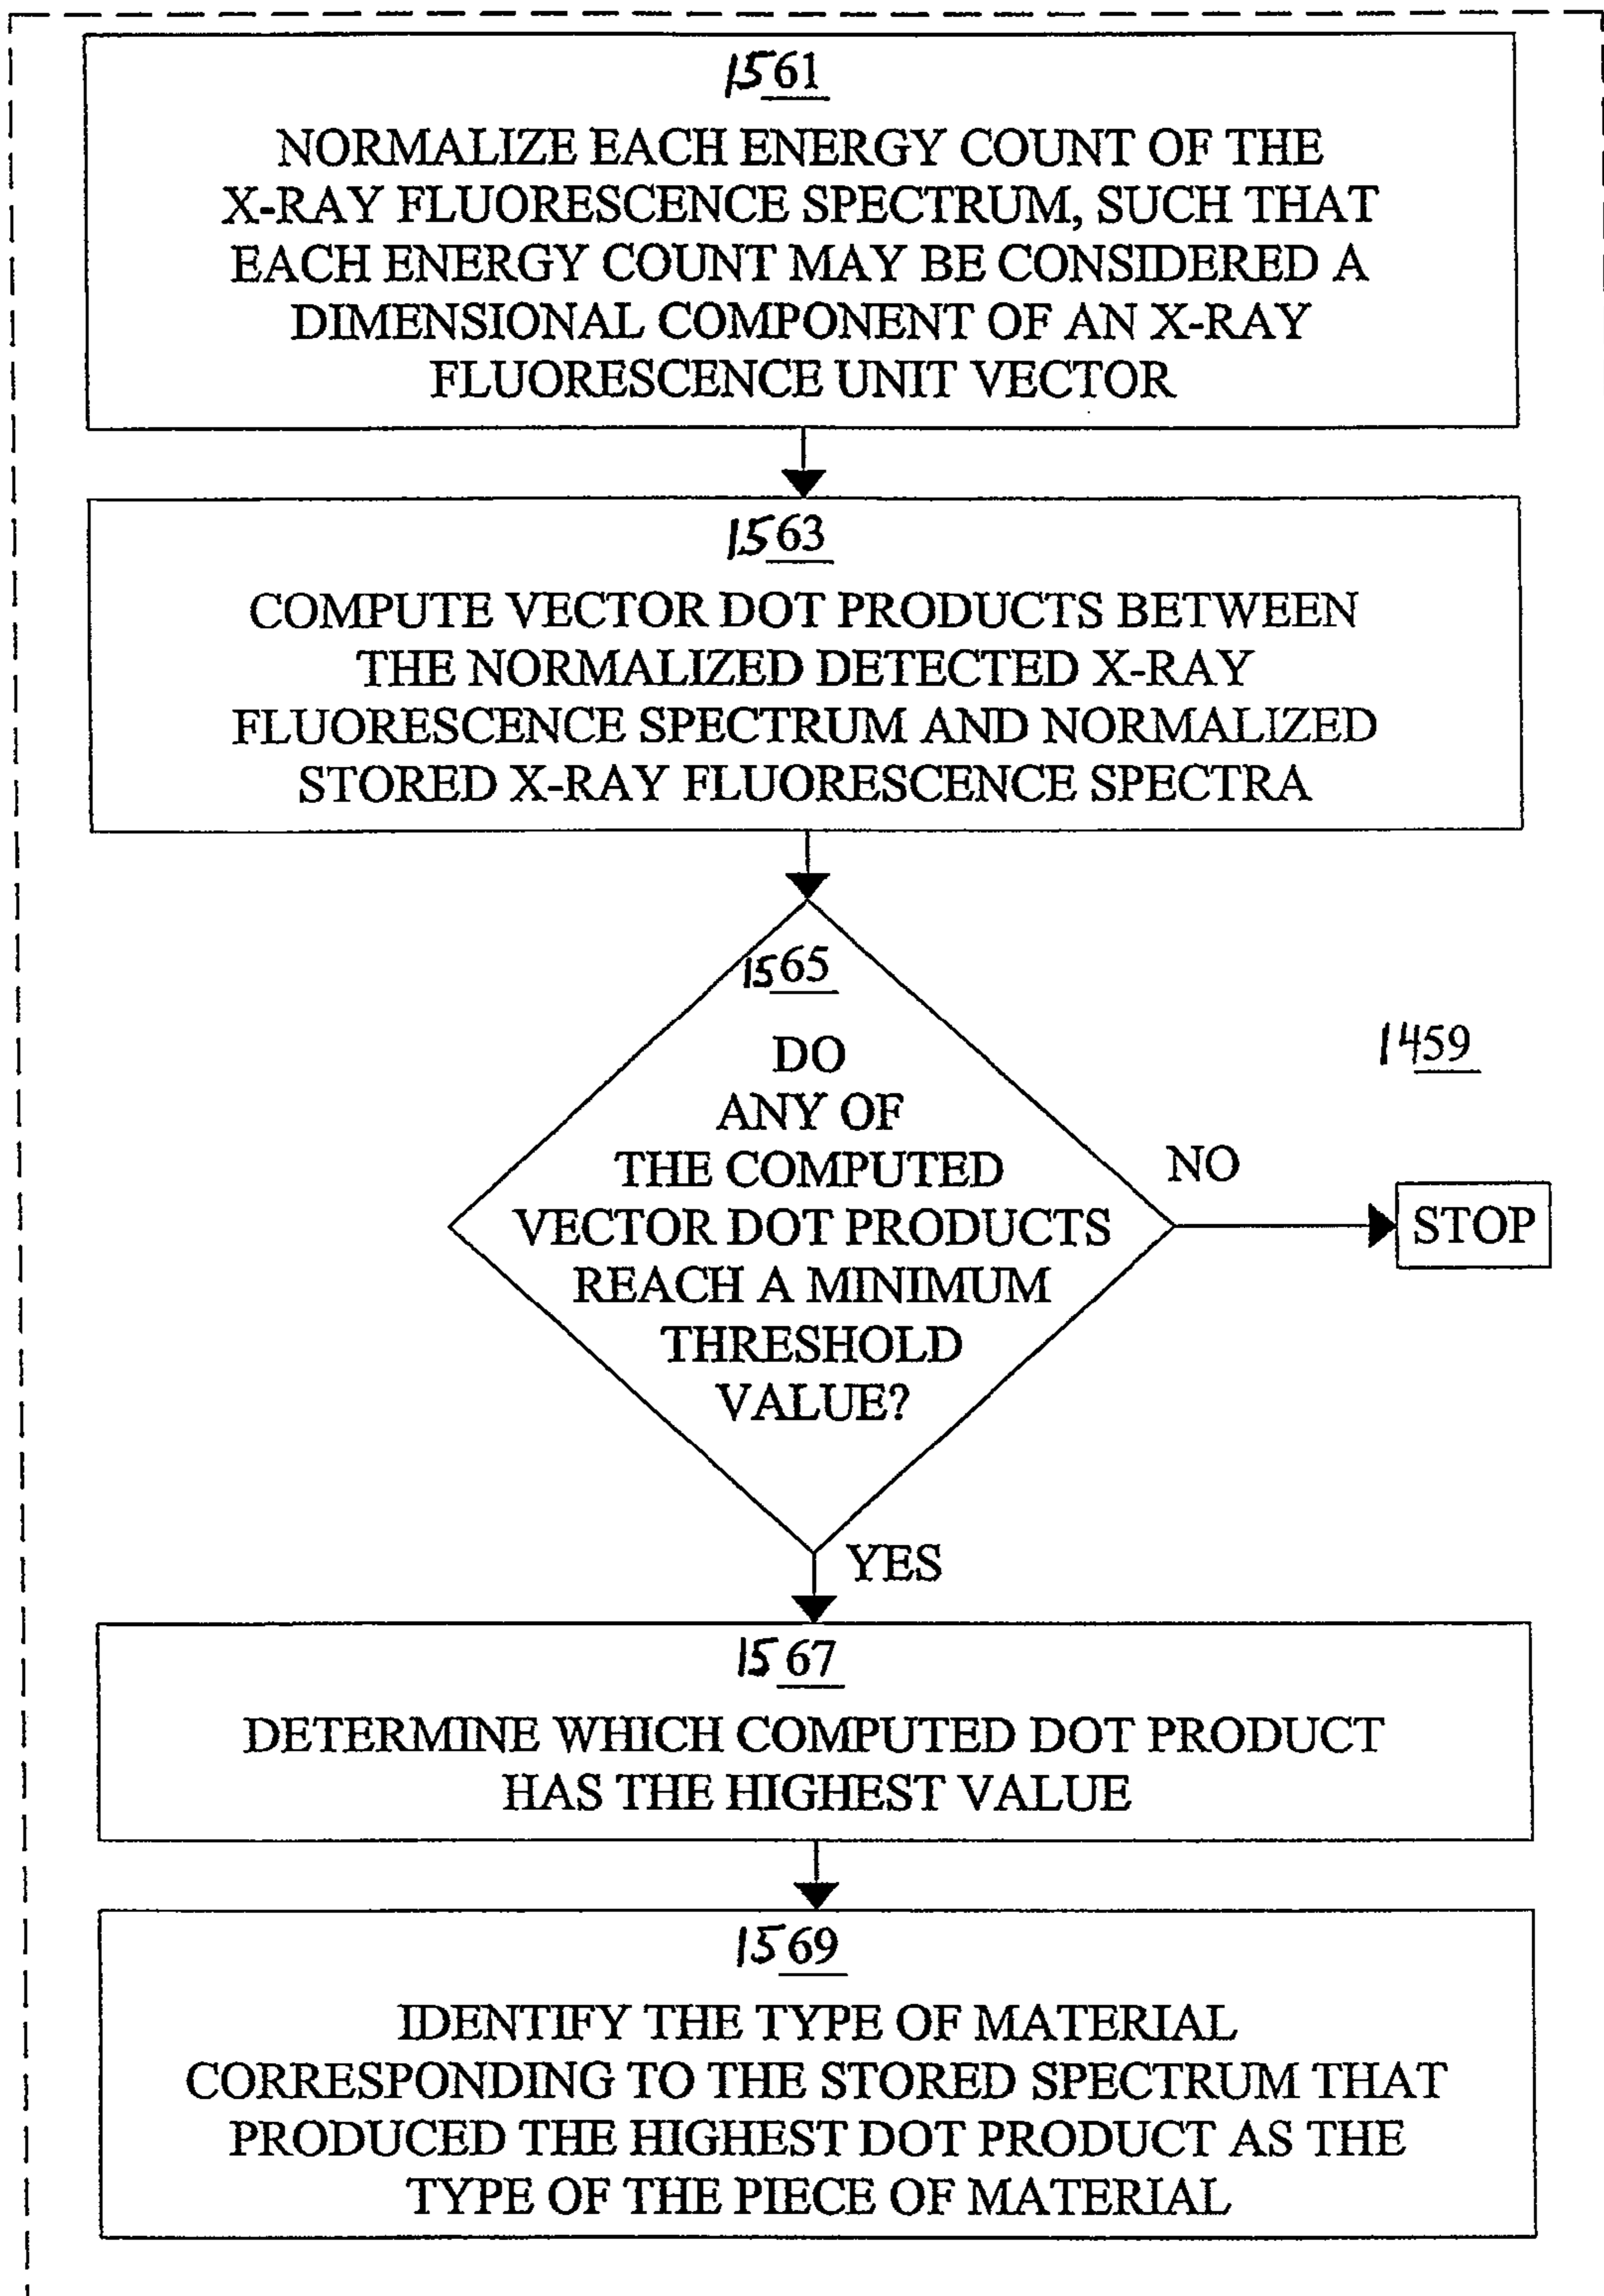 1561
NORMALIZE EACH ENERGY COUNT OF THE
X-RAY FLUORESCENCE SPECTRUM, SUCH THAT
EACH ENERGY COUNT MAY BE CONSIDERED A
DIMENSIONAL COMPONENT OF AN X-RAY
FLUORESCENCE UNIT VECTOR
1563
COMPUTE VECTOR DOT PRODUCTS BETWEEN
THE NORMALIZED DETECTED X-RAY
FLUORESCENCE SPECTRUM AND NORMALIZED
STORED X-RAY FLUORESCENCE SPECTRA
1565
DO
ANY OF
THE COMPUTED
VECTOR DOT PRODUCTS
REACH A MINIMUM
THRESHOLD
VALUE?
1459
NO
STOP
YES
1567
DETERMINE WHICH COMPUTED DOT PRODUCT
HAS THE HIGHEST VALUE
1569
IDENTIFY THE TYPE OF MATERIAL
CORRESPONDING TO THE STORED SPECTRUM THAT
PRODUCED THE HIGHEST DOT PRODUCT AS THE
TYPE OF THE PIECE OF MATERIAL